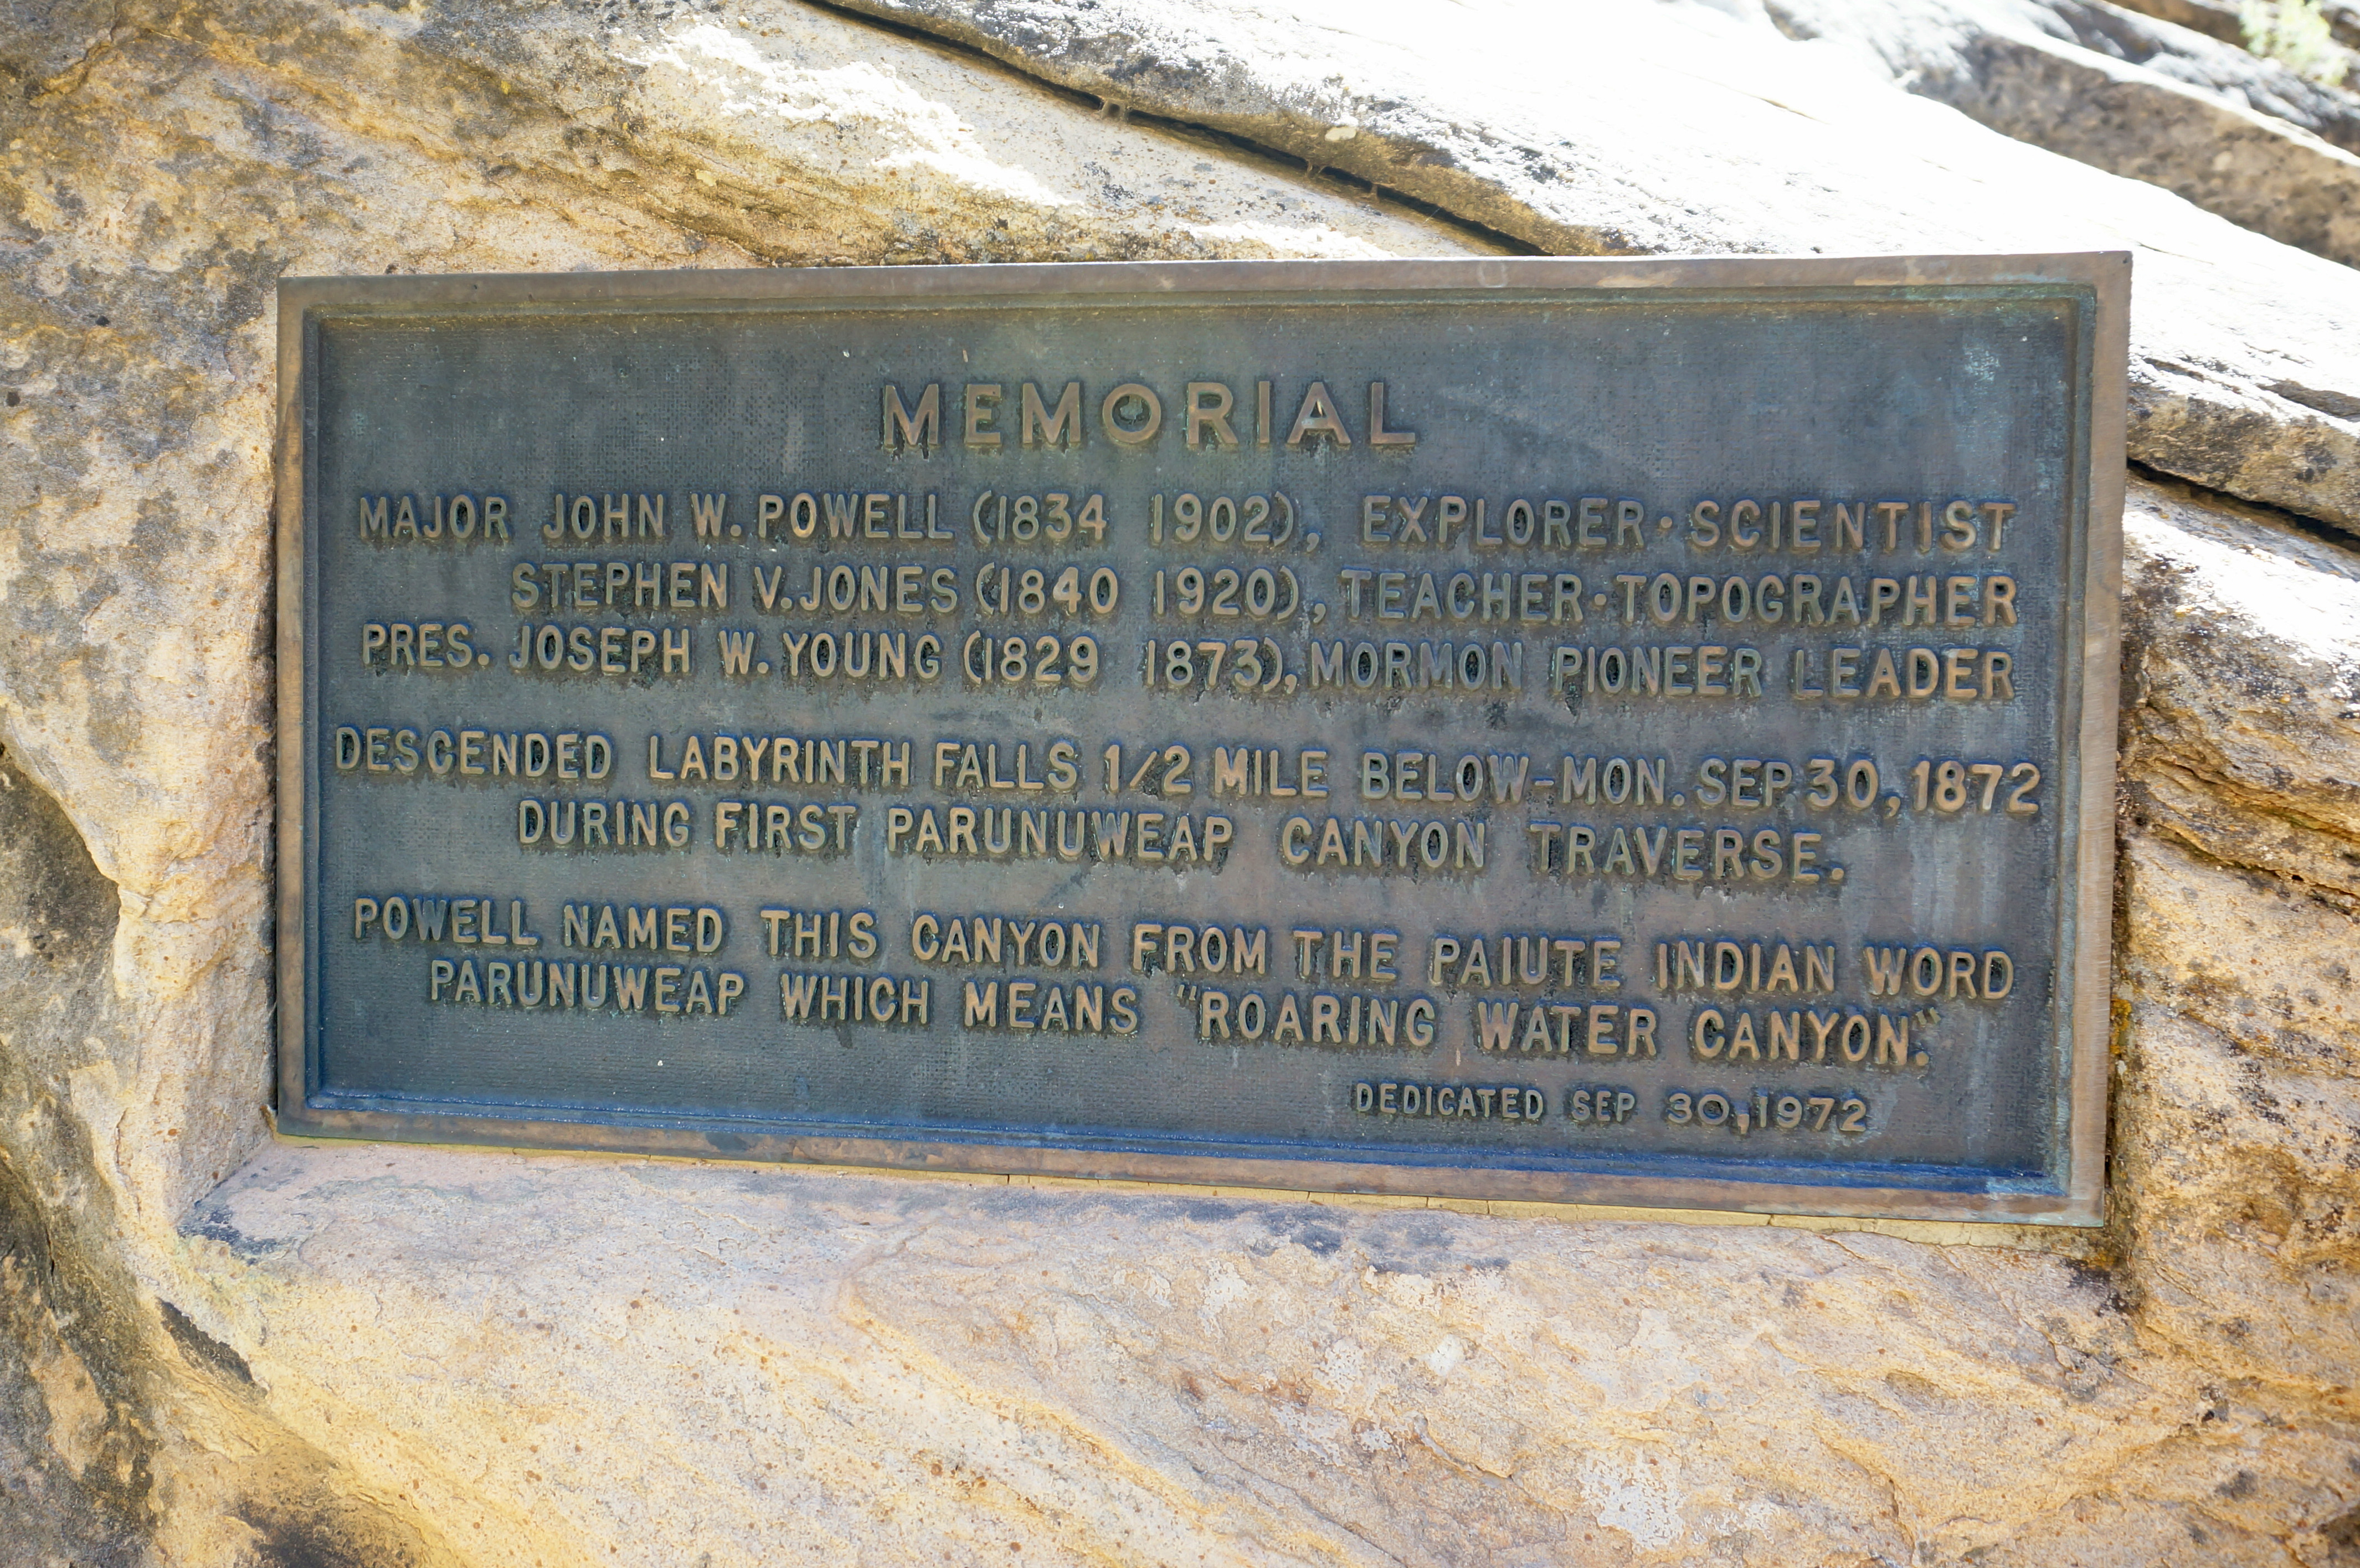 MEMORIAL
MAJOR JOHN W. POWELL (1834 1902), EXPLORER·SCIENTIST
STEPHEN V. JONES (1840 1920), TEACHER·TOPOGRAPHER
PRES. JOSEPH W. YOUNG (1829 1873), MORMON PIONEER LEADER
DESCENDED LABYRINTH FALLS 1/2 MILE BELOW-MON. SEP. 30, 1872
DURING FIRST PARUNUWEAP CANYON TRAVERSE.
POWELL NAMED THIS CANYON FROM THE PAIUTE INDIAN WORD
PARUNUWEAP WHICH MEANS "ROARING WATER CANYON."
DEDICATED SEP 30, 1972